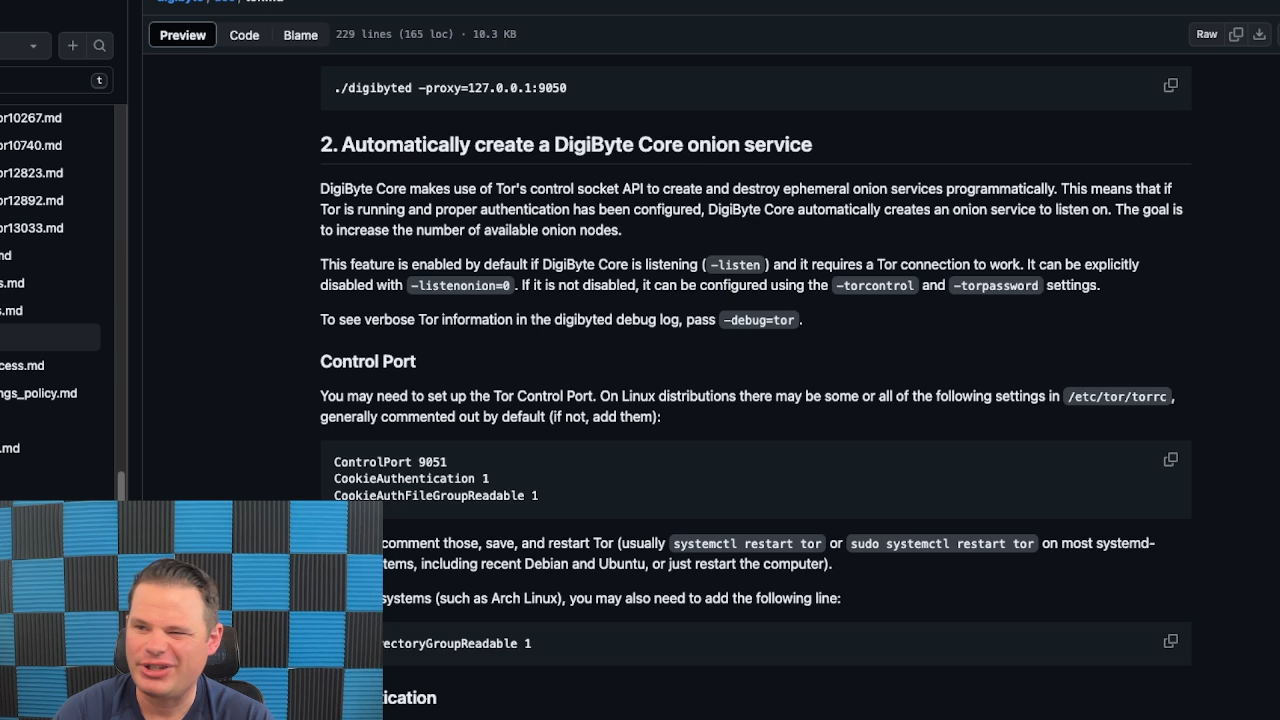 Preview Code Blame 229 lines (165 loc) · 10.3 KB Raw
t
or10267.md
or10740.md
or12823.md
or12892.md
or13033.md
md
s.md
s.md
cess.md
ngs_policy.md
.md
./digibyted -proxy=127.0.0.1:9050
2. Automatically create a DigiByte Core onion service
DigiByte Core makes use of Tor's control socket API to create and destroy ephemeral onion services programmatically. This means that if
Tor is running and proper authentication has been configured, DigiByte Core automatically creates an onion service to listen on. The goal is
to increase the number of available onion nodes.
This feature is enabled by default if DigiByte Core is listening ( -listen ) and it requires a Tor connection to work. It can be explicitly
disabled with -listenonion=0 . If it is not disabled, it can be configured using the -torcontrol and -torpassword settings.
To see verbose Tor information in the digibyted debug log, pass -debug=tor .
Control Port
You may need to set up the Tor Control Port. On Linux distributions there may be some or all of the following settings in /etc/tor/torrc ,
generally commented out by default (if not, add them):
ControlPort 9051
CookieAuthentication 1
CookieAuthFileGroupReadable 1
comment those, save, and restart Tor (usually systemctl restart tor or sudo systemctl restart tor on most systemd-
tems, including recent Debian and Ubuntu, or just restart the computer).
systems (such as Arch Linux), you may also need to add the following line:
rectoryGroupReadable 1
ication